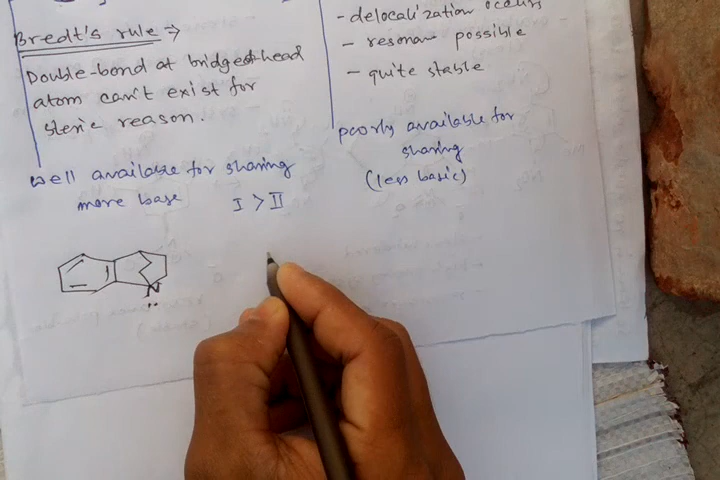 Bredt's rule →
Double-bond at bridgehead
atom can't exist for
steric reason.
well available for sharing
more base I > II
- delocalization occurs
- resonan possible
- quite stable
poorly available for
sharing
(less basic)
N